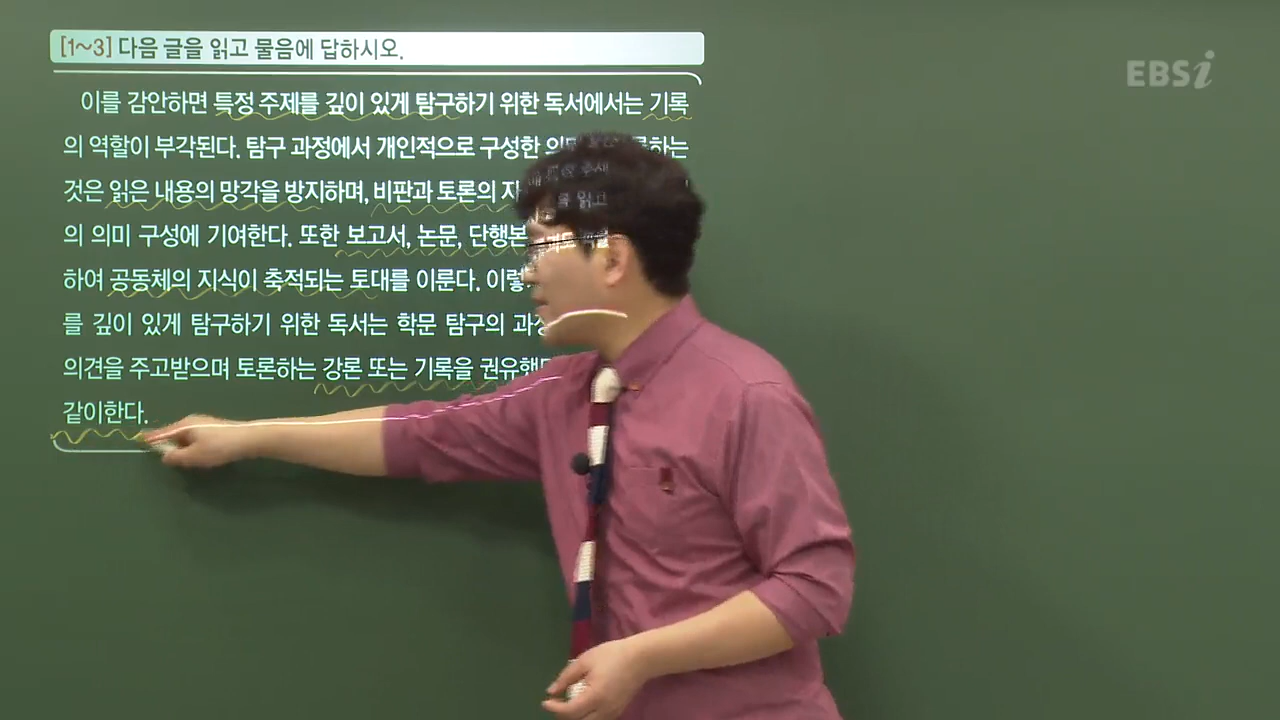 [1~3] 다음 글을 읽고 물음에 답하시오.
EBSi
이를 감안하면 특정 주제를 깊이 있게 탐구하기 위한 독서에서는 기록
의 역할이 부각된다. 탐구 과정에서 개인적으로 구성한
것은 읽은 내용의 망각을 방지하며, 비판과 토론의
의 의미 구성에 기여한다. 또한 보고서, 논문, 단행본
하여 공동체의 지식이 축적되는 토대를 이룬다.
를 깊이 있게 탐구하기 위한 독서는 학문 탐구의
의견을 주고받으며 토론하는 강론 또는 기록을
같이한다.